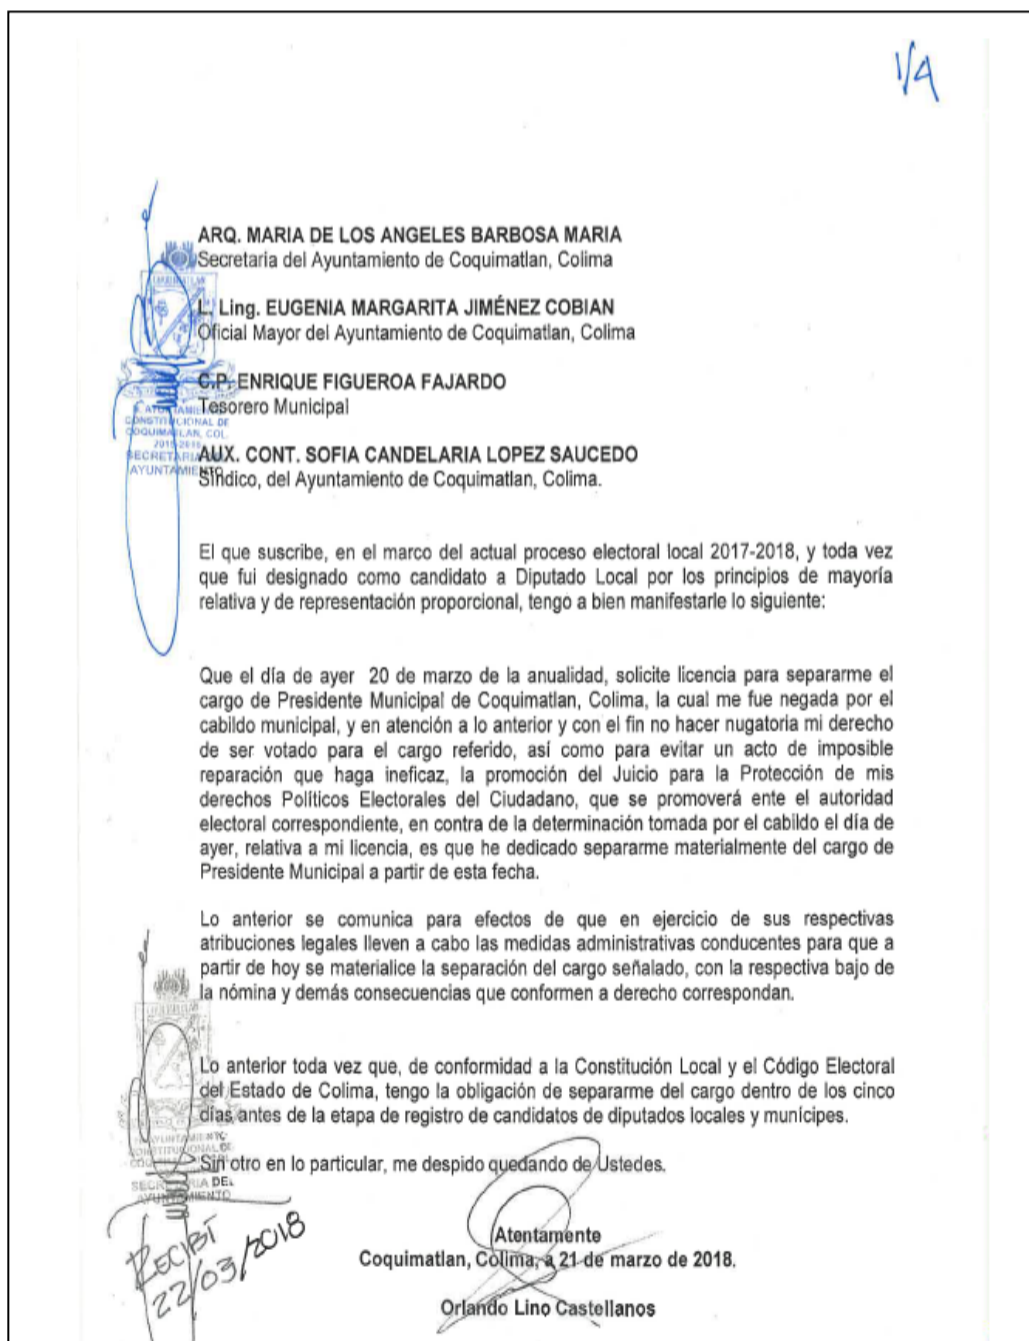 1/4
ARQ. MARIA DE LOS ANGELES BARBOSA MARIA
Secretaria del Ayuntamiento de Coquimatlan, Colima
L. Ling. EUGENIA MARGARITA JIMÉNEZ COBIAN
Oficial Mayor del Ayuntamiento de Coquimatlan, Colima
C.P. ENRIQUE FIGUEROA FAJARDO
Tesorero Municipal
H. AYUNTAMIENTO
CONSTITUCIONAL DE
COQUIMATLAN, COL.
2015-2018
SECRETARIA
AYUNTAMIENTO
AUX. CONT. SOFIA CANDELARIA LOPEZ SAUCEDO
Síndico, del Ayuntamiento de Coquimatlan, Colima.
El que suscribe, en el marco del actual proceso electoral local 2017-2018, y toda vez
que fui designado como candidato a Diputado Local por los principios de mayoría
relativa y de representación proporcional, tengo a bien manifestarle lo siguiente:
Que el día de ayer 20 de marzo de la anualidad, solicite licencia para separarme el
cargo de Presidente Municipal de Coquimatlan, Colima, la cual me fue negada por el
cabildo municipal, y en atención a lo anterior y con el fin no hacer nugatoria mi derecho
de ser votado para el cargo referido, así como para evitar un acto de imposible
reparación que haga ineficaz, la promoción del Juicio para la Protección de mis
derechos Políticos Electorales del Ciudadano, que se promoverá ente el autoridad
electoral correspondiente, en contra de la determinación tomada por el cabildo el día de
ayer, relativa a mi licencia, es que he dedicado separarme materialmente del cargo de
Presidente Municipal a partir de esta fecha.
Lo anterior se comunica para efectos de que en ejercicio de sus respectivas
atribuciones legales lleven a cabo las medidas administrativas conducentes para que a
partir de hoy se materialice la separación del cargo señalado, con la respectiva bajo de
la nómina y demás consecuencias que conformen a derecho correspondan.
Lo anterior toda vez que, de conformidad a la Constitución Local y el Código Electoral
del Estado de Colima, tengo la obligación de separarme del cargo dentro de los cinco
días antes de la etapa de registro de candidatos de diputados locales y munícipes.
AYUNTAMIENTO
CONSTITUCIONAL DE
SECRETARIA DEL
AYUNTAMIENTO
Sin otro en lo particular, me despido quedando de Ustedes.
RECIBÍ
22/03/2018
Atentamente
Coquimatlan, Colima, a 21 de marzo de 2018.
Orlando Lino Castellanos